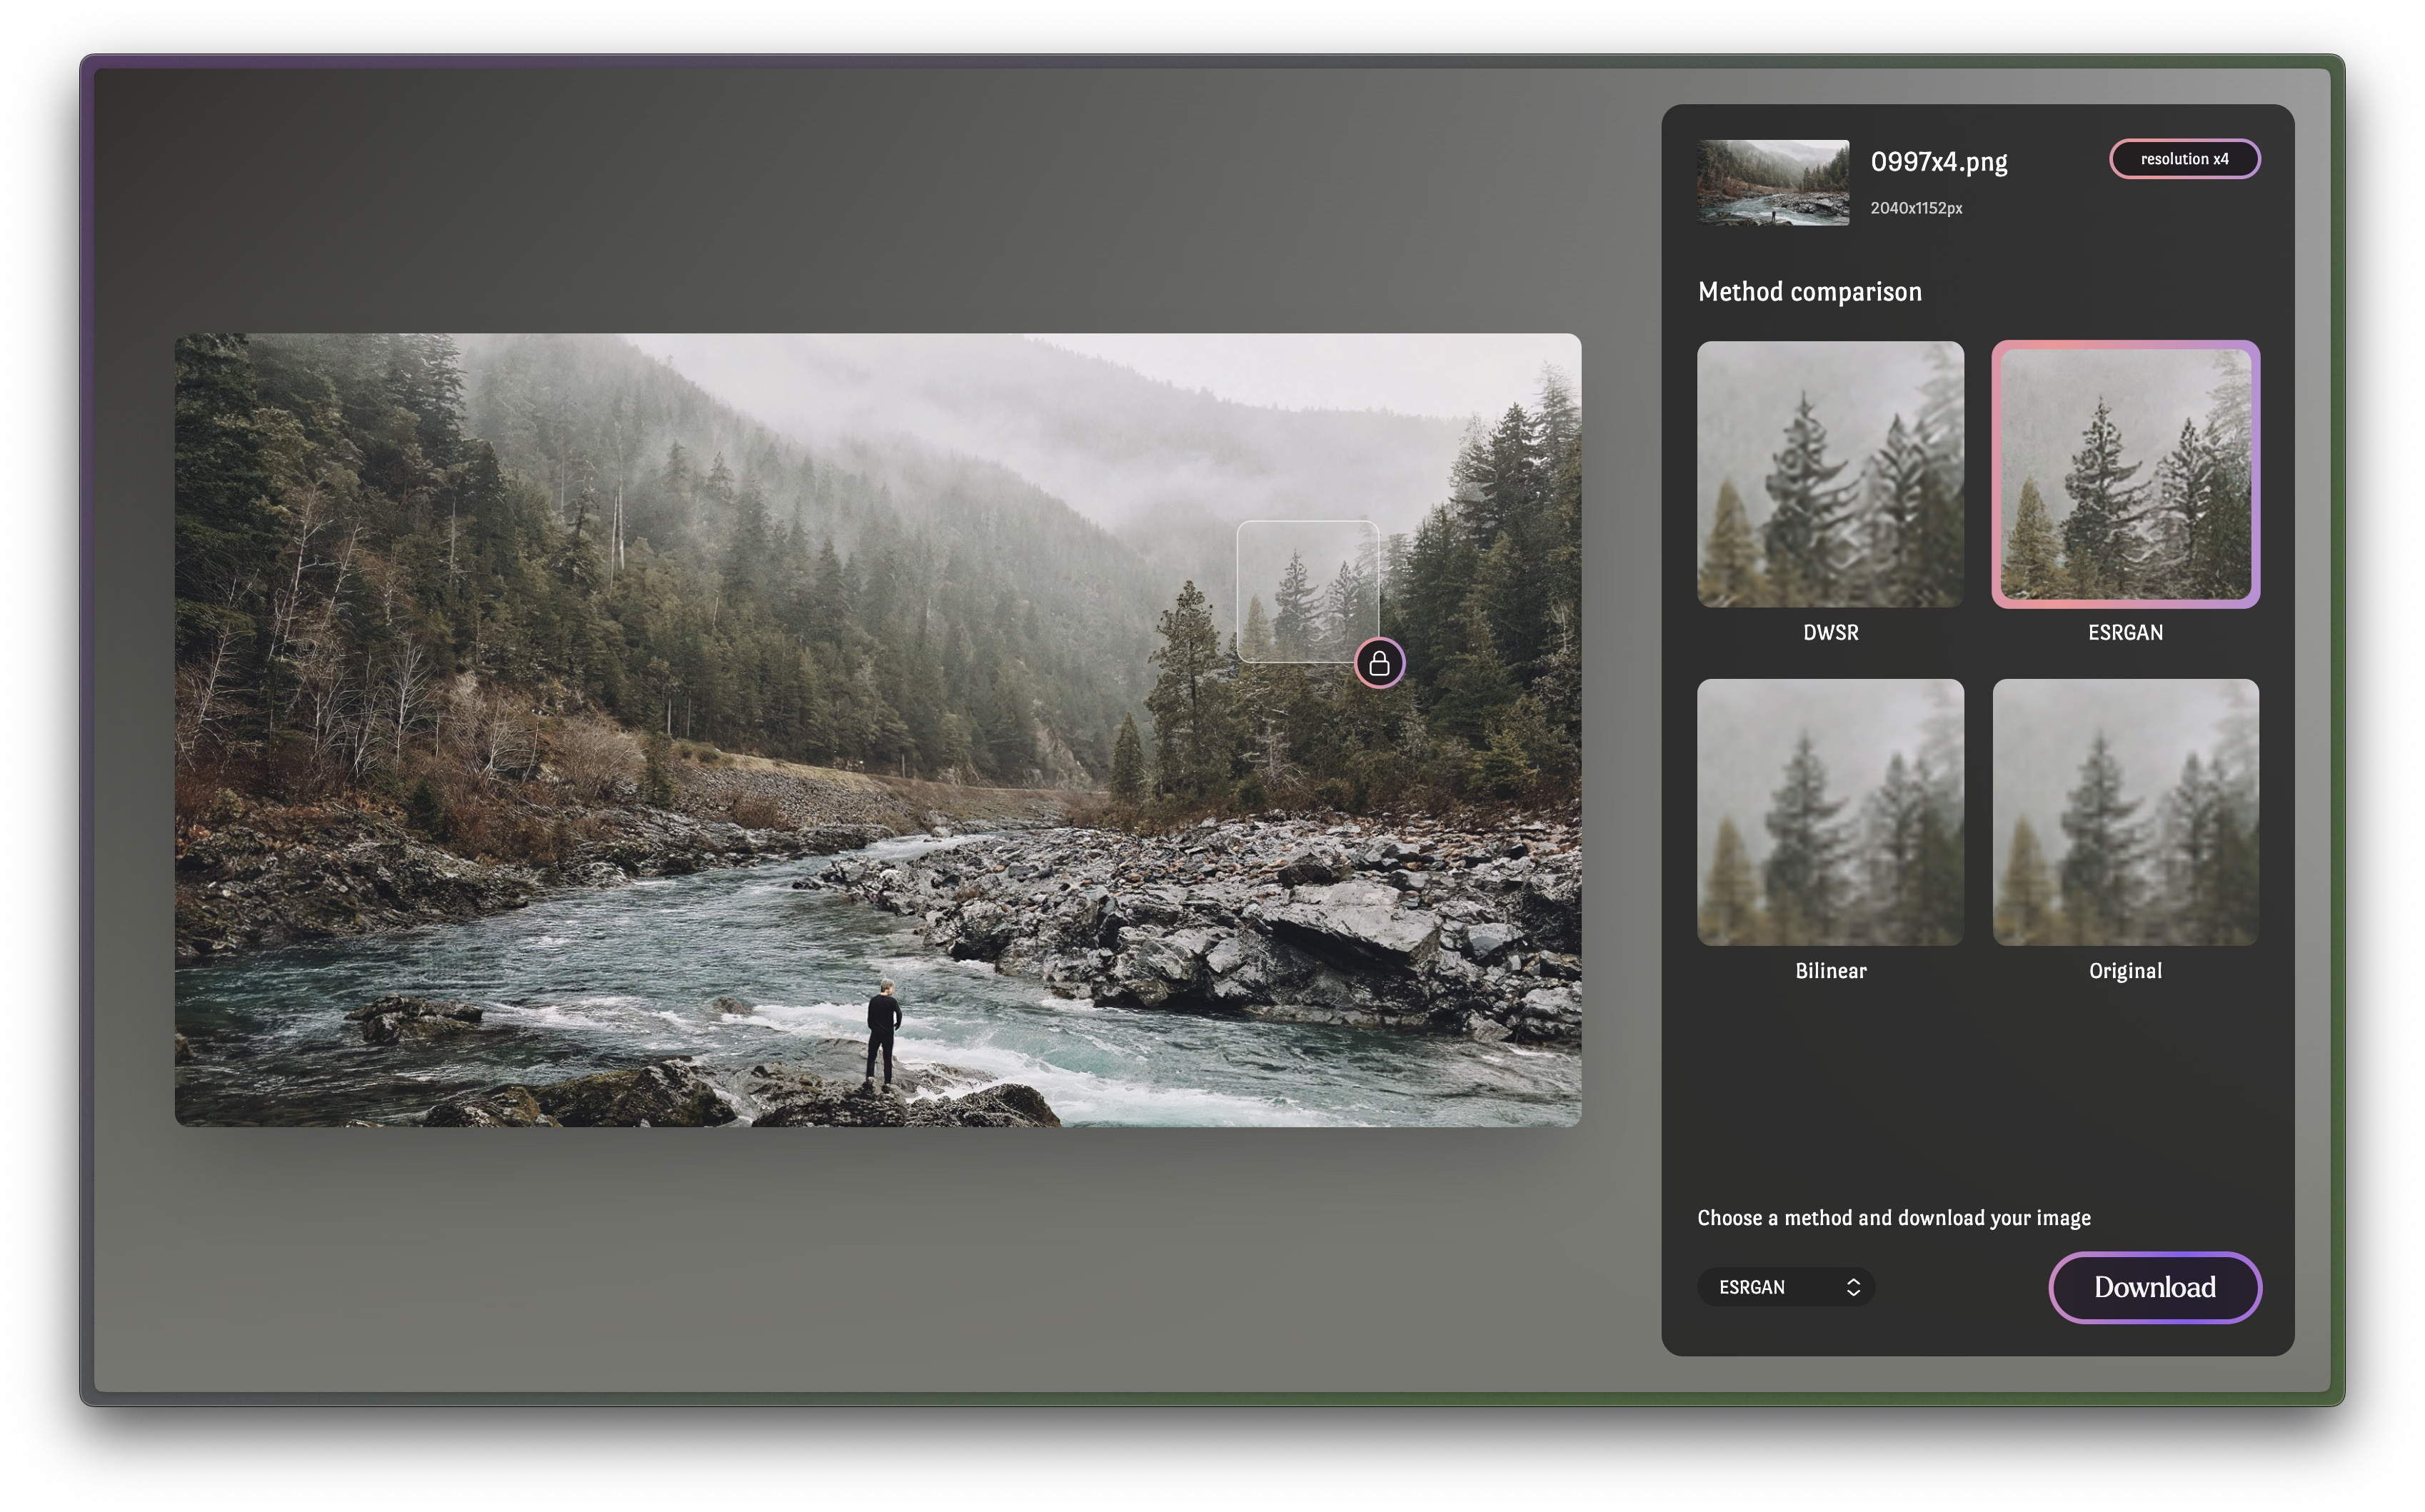 0997x4.png
resolution x4
2040x1152px
Method comparison
DWSR
ESRGAN
Bilinear
Original
Choose a method and download your image
ESRGAN
Download